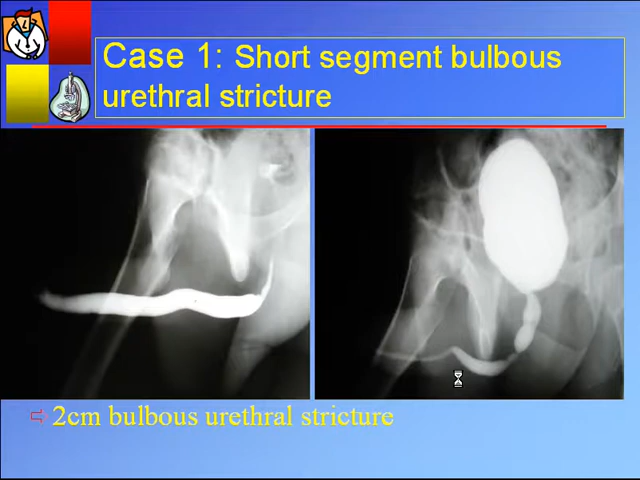 Case 1: Short segment bulbous
urethral stricture
2cm bulbous urethral stricture